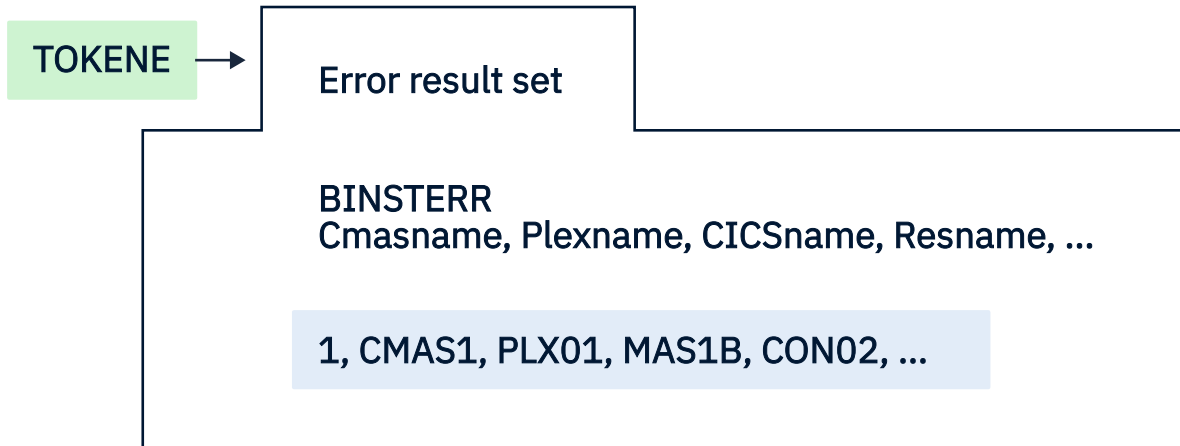 TOKENE
Error result set
BINSTERR
Cmasname, Plexname, CICSname, Resname, ...
1, CMAS1, PLX01, MAS1B, CON02, ...